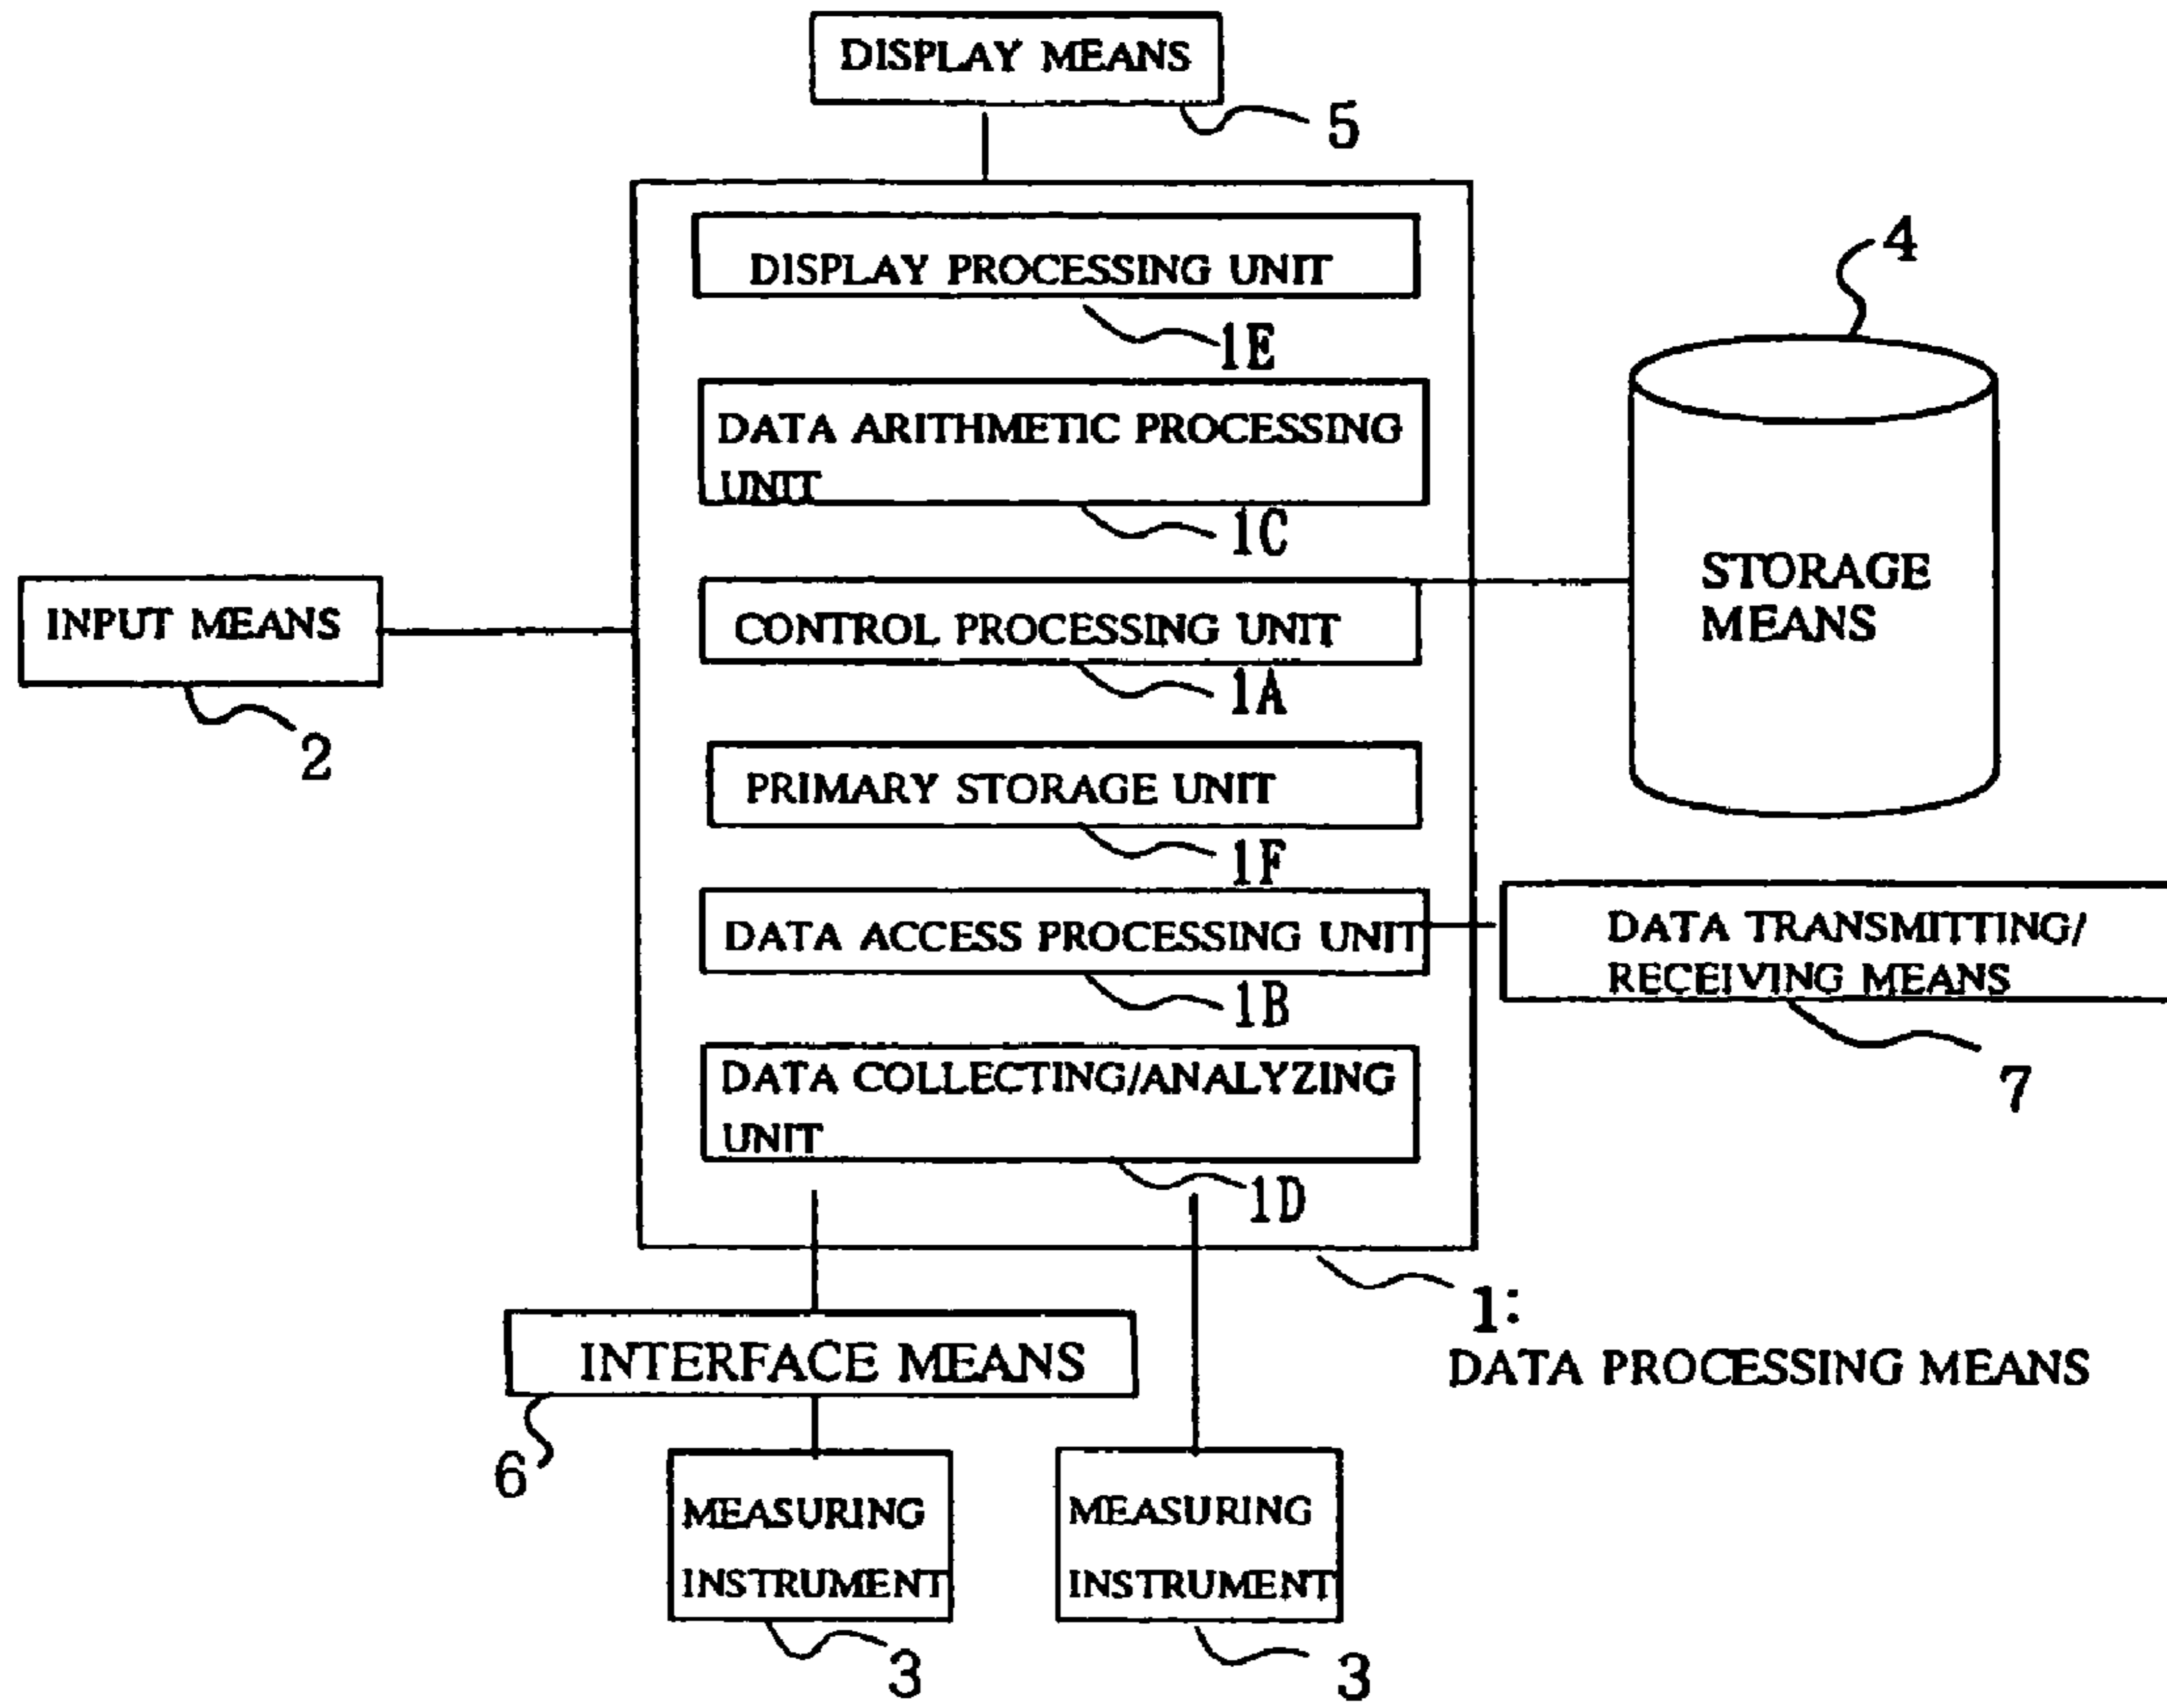 DISPLAY MEANS
5
DISPLAY PROCESSING UNIT
1E
4
DATA ARITHMETIC PROCESSING
UNIT
1C
STORAGE
MEANS
INPUT MEANS
2
CONTROL PROCESSING UNIT
1A
PRIMARY STORAGE UNIT
1F
DATA ACCESS PROCESSING UNIT
1B
DATA TRANSMITTING/
RECEIVING MEANS
7
DATA COLLECTING/ANALYZING
UNIT
1D
1:
DATA PROCESSING MEANS
INTERFACE MEANS
6
MEASURING
INSTRUMENT
3
MEASURING
INSTRUMENT
3